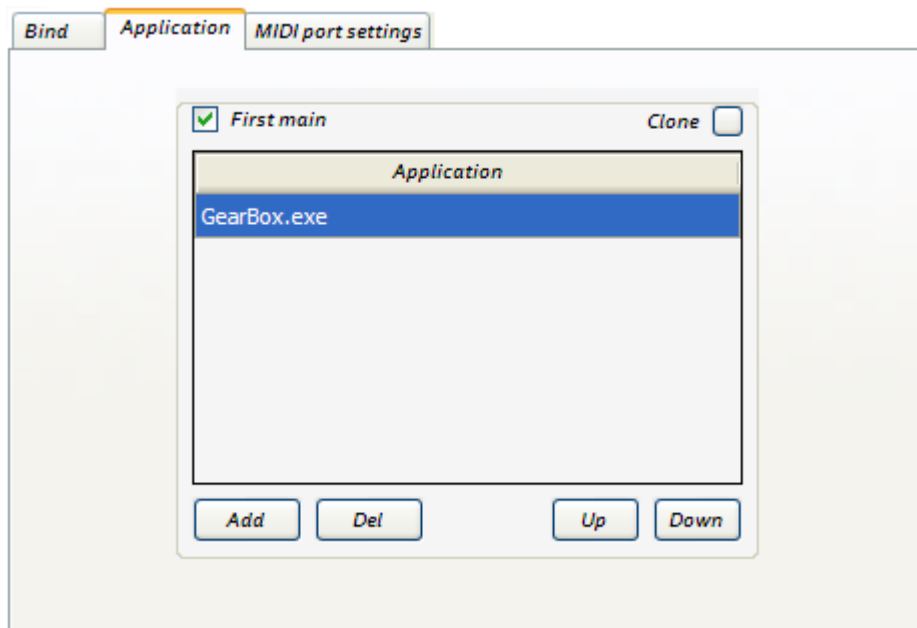 Bind Application MIDI port settings
First main Clone
Application
GearBox.exe
Add Del Up Down